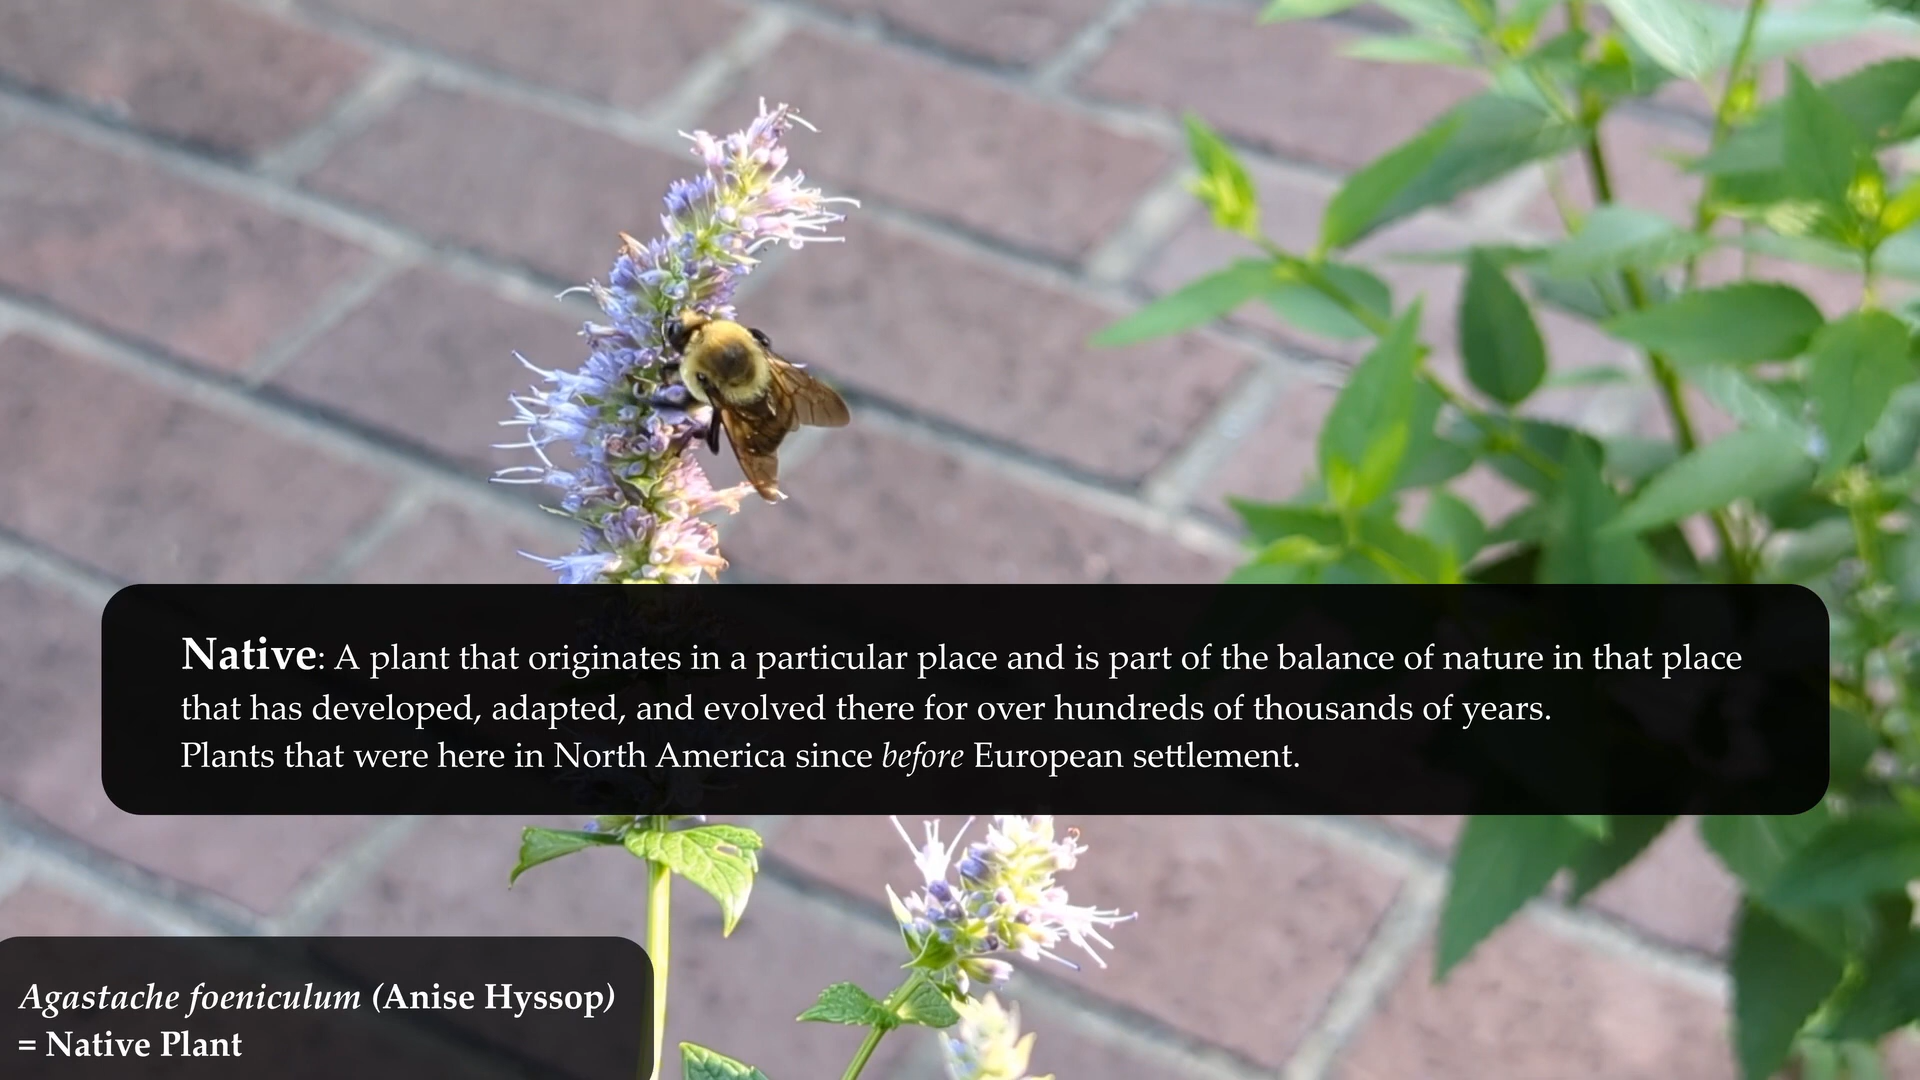 Native: A plant that originates in a particular place and is part of the balance of nature in that place
that has developed, adapted, and evolved there for over hundreds of thousands of years.
Plants that were here in North America since before European settlement.
Agastache foeniculum (Anise Hyssop)
= Native Plant